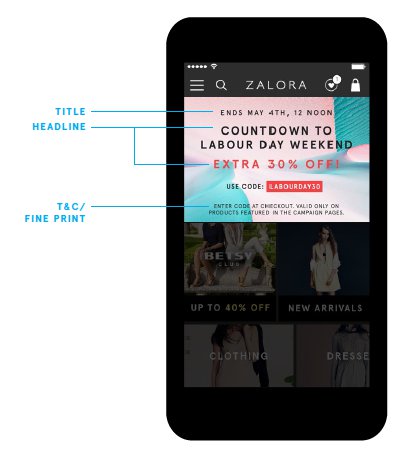 ZALORA
1
TITLE
ENDS MAY 4TH, 12 NOON
HEADLINE
COUNTDOWN TO
LABOUR DAY WEEKEND
EXTRA 30% OFF!
USE CODE: LABOURDAY30
T&C/
FINE PRINT
ENTER CODE AT CHECKOUT. VALID ONLY ON
PRODUCTS FEATURED IN THE CAMPAIGN PAGES.
BETSY
CLUB
UP TO 40% OFF
NEW ARRIVALS
CLOTHING
DRESSE